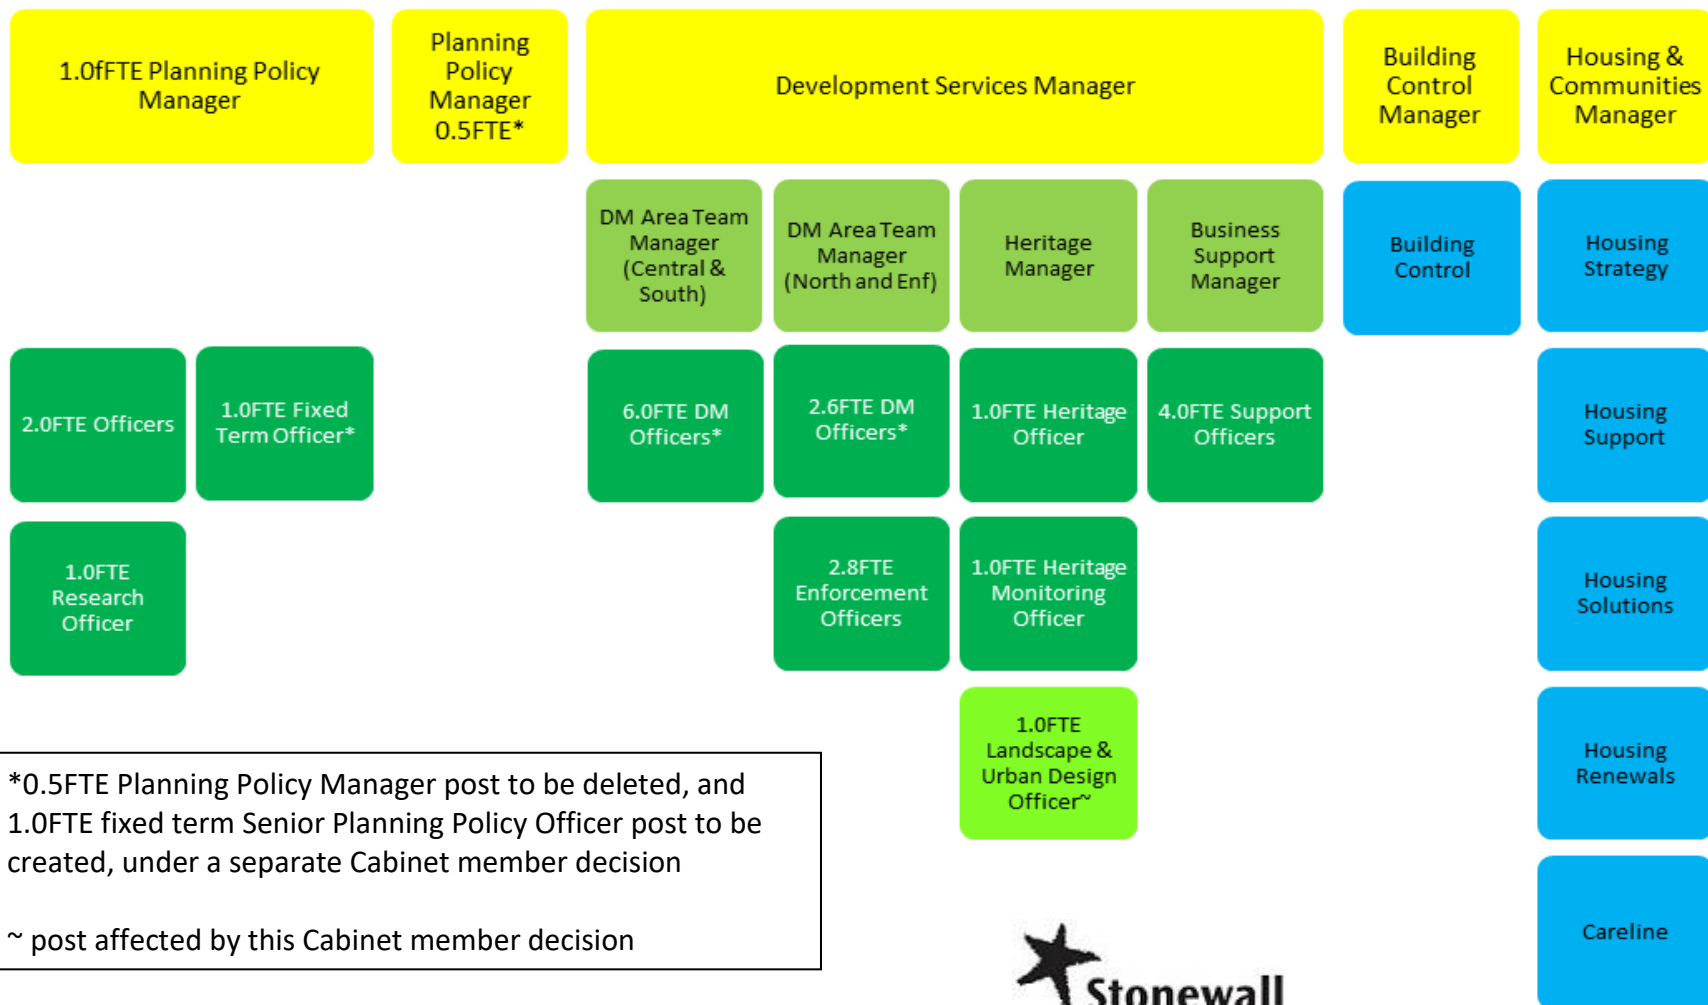 1.0fFTE Planning Policy
Manager
Planning
Policy
Manager
0.5FTE*
Development Services Manager
Building
Control
Manager
Housing &
Communities
Manager
DM Area Team
Manager
(Central &
South)
DM Area Team
Manager
(North and Enf)
Heritage
Manager
Business
Support
Manager
Building
Control
Housing
Strategy
2.0FTE Officers
1.0FTE Fixed
Term Officer*
6.0FTE DM
Officers*
2.6FTE DM
Officers*
1.0FTE Heritage
Officer
4.0FTE Support
Officers
Housing
Support
1.0FTE
Research
Officer
2.8FTE
Enforcement
Officers
1.0FTE Heritage
Monitoring
Officer
Housing
Solutions
1.0FTE
Landscape &
Urban Design
Officer~
Housing
Renewals
*0.5FTE Planning Policy Manager post to be deleted, and
1.0FTE fixed term Senior Planning Policy Officer post to be
created, under a separate Cabinet member decision
~ post affected by this Cabinet member decision
Careline
Stonewall